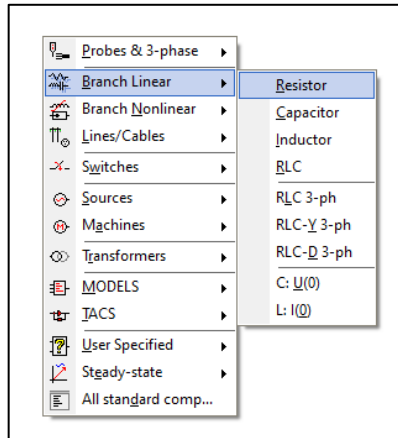 Probes & 3-phase
Branch Linear
Branch Nonlinear
Lines/Cables
Switches
Sources
Machines
Transformers
MODELS
TACS
User Specified
Steady-state
All standard comp...
Resistor
Capacitor
Inductor
RLC
RLC 3-ph
RLC-Y 3-ph
RLC-D 3-ph
C: U(0)
L: I(0)